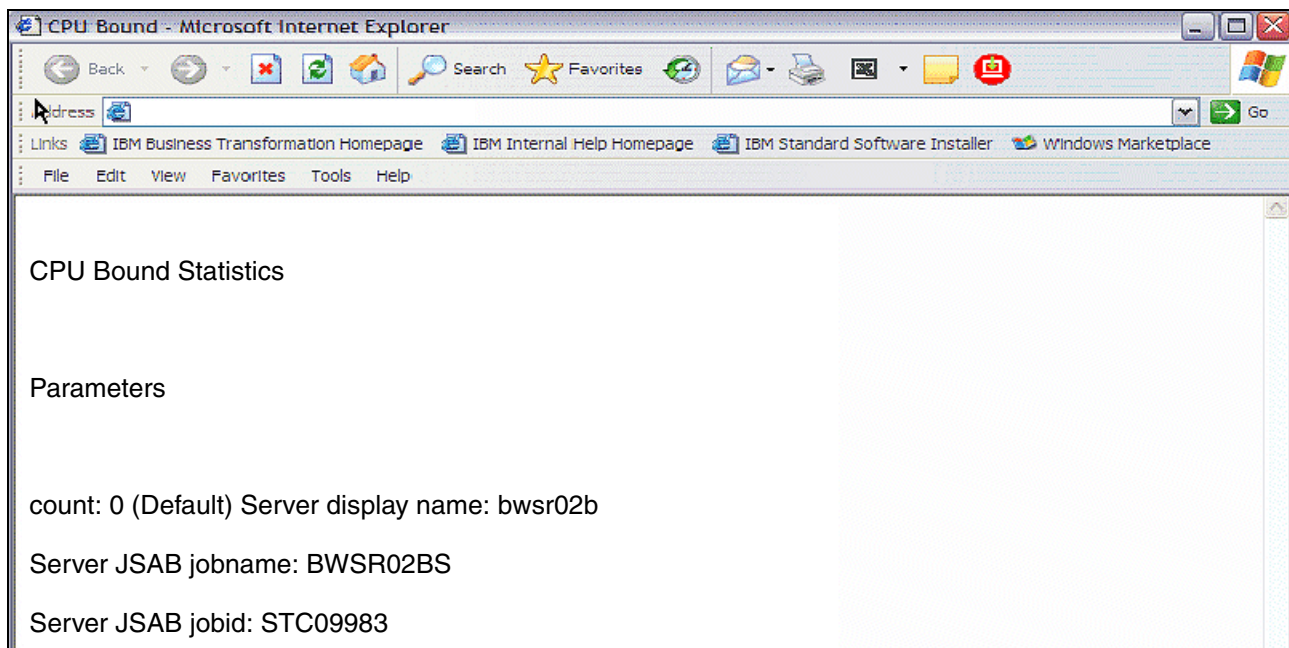 CPU Bound - Microsoft Internet Explorer
Back Search Favorites
Address Go
Links IBM Business Transformation Homepage IBM Internal Help Homepage IBM Standard Software Installer Windows Marketplace
File Edit View Favorites Tools Help
CPU Bound Statistics
Parameters
count: 0 (Default) Server display name: bwsr02b
Server JSAB jobname: BWSR02BS
Server JSAB jobid: STC09983